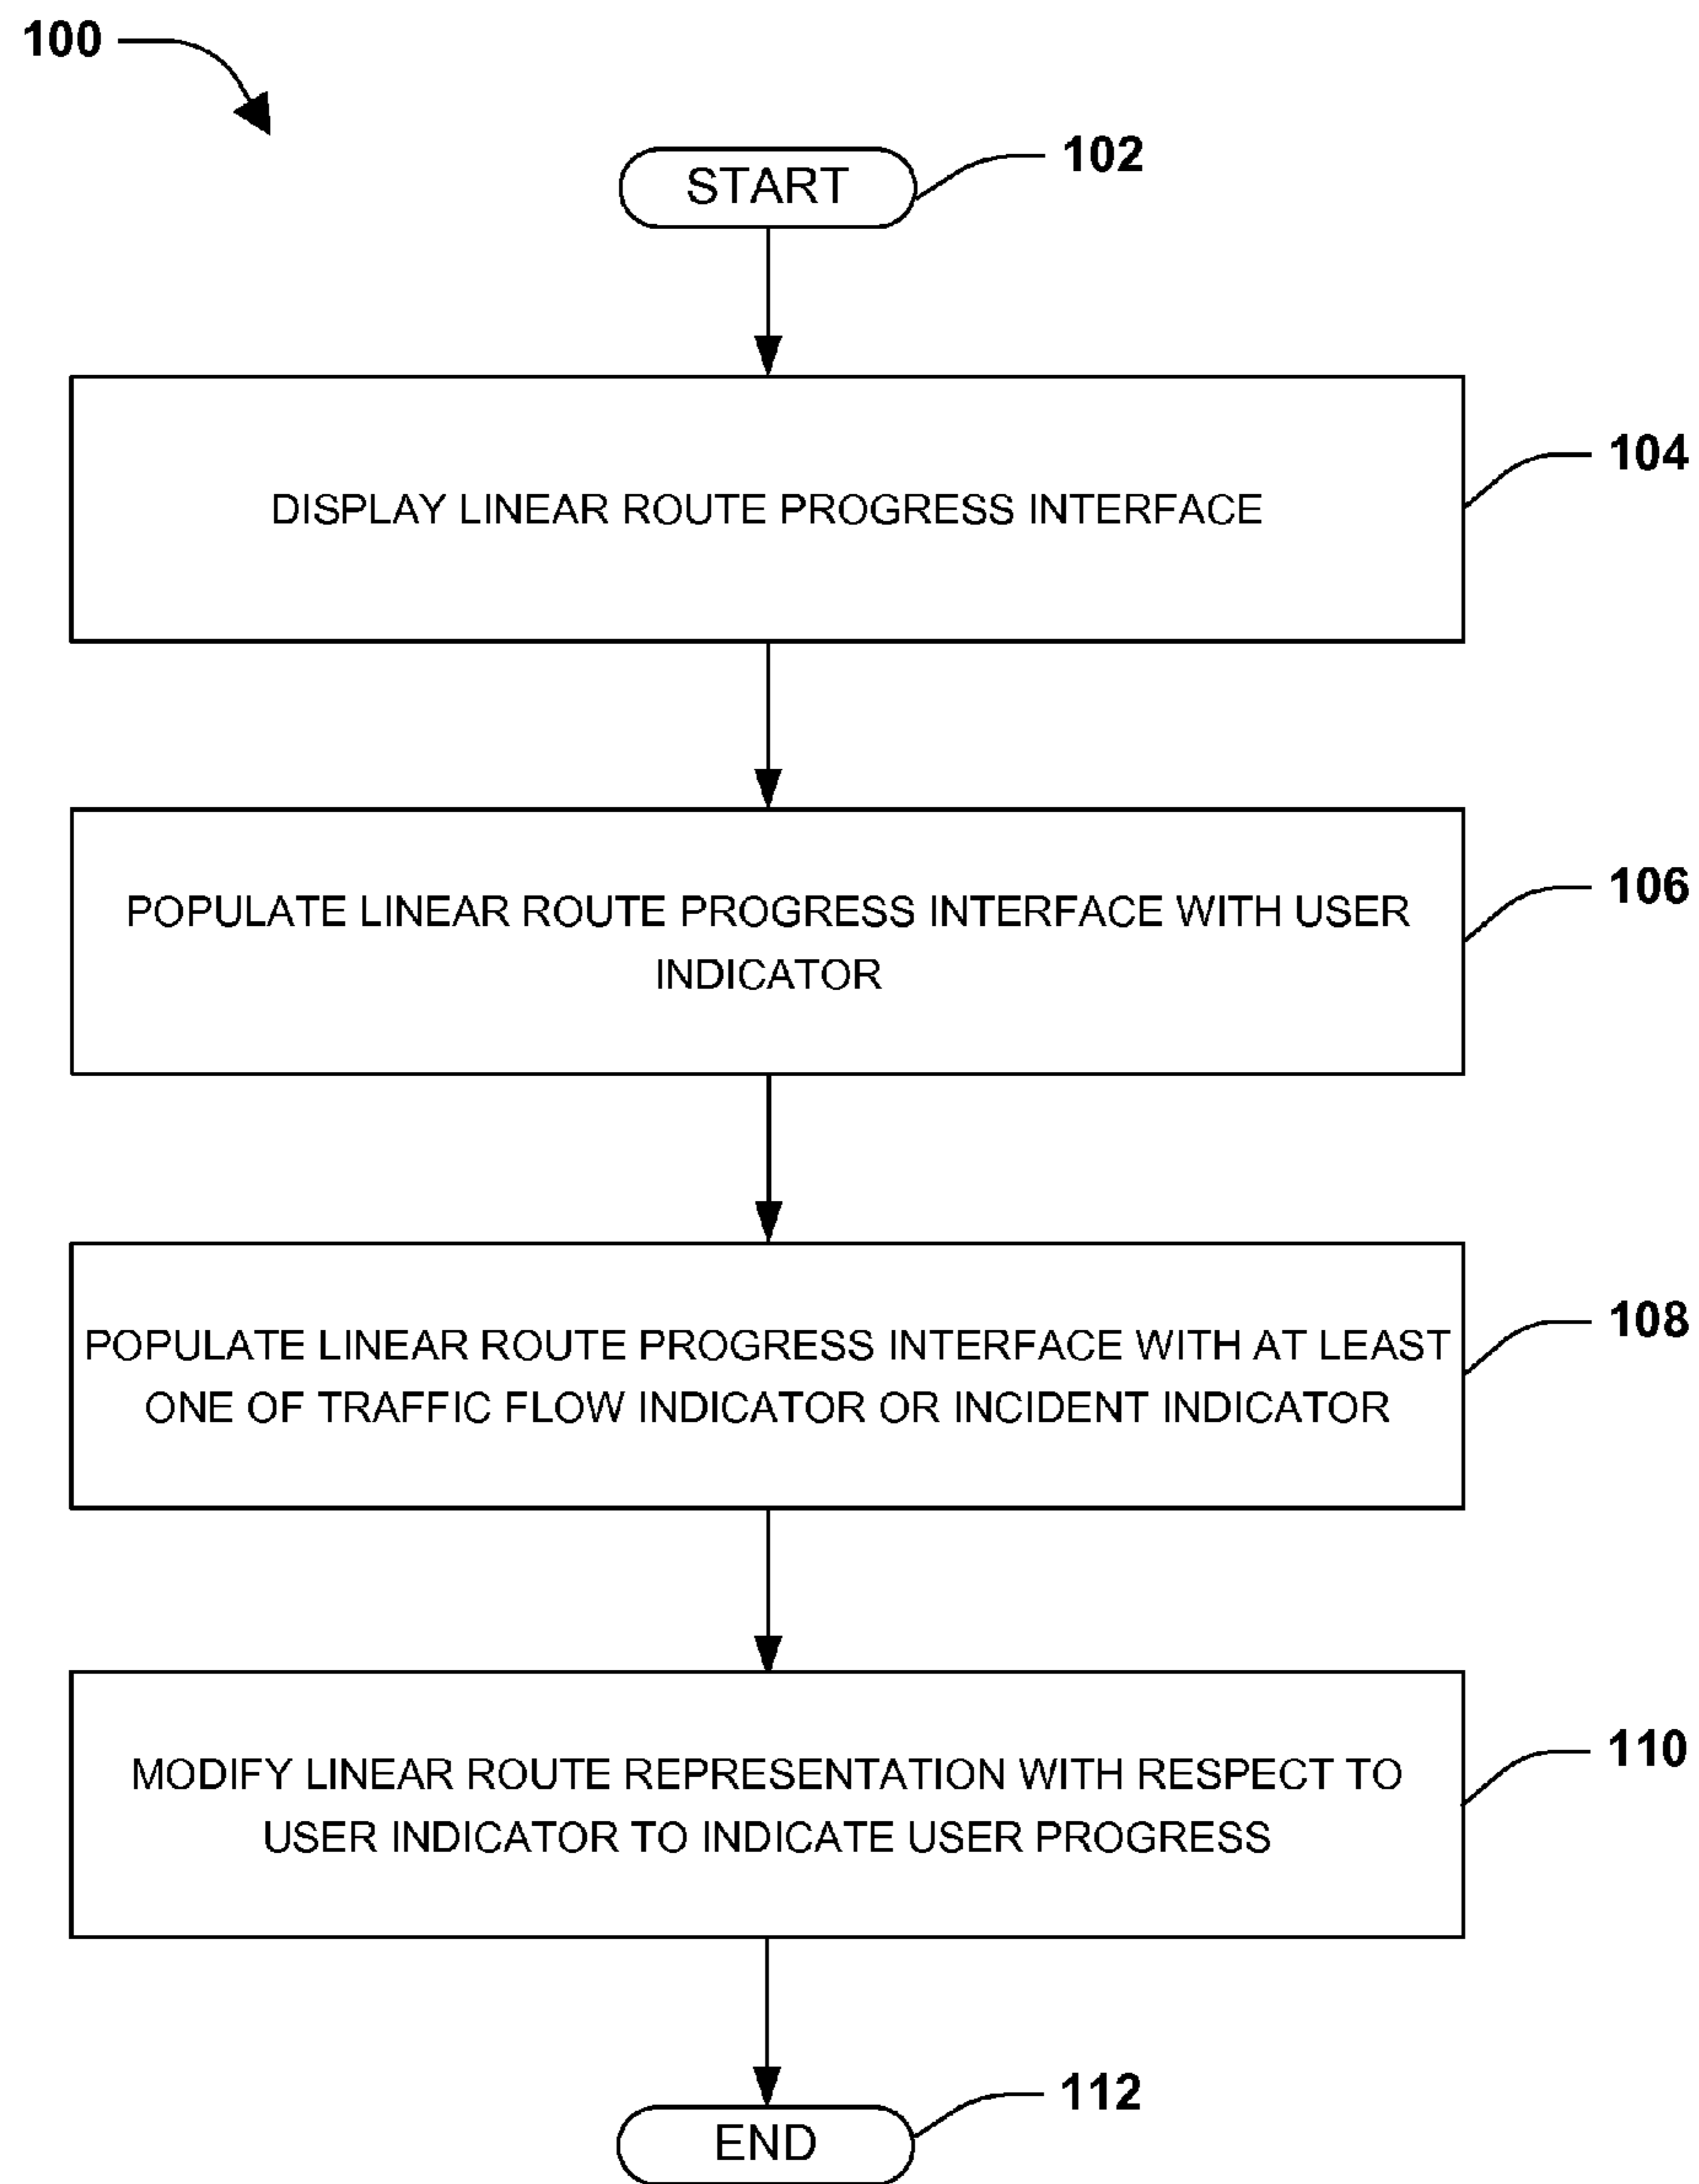 100
START
102
DISPLAY LINEAR ROUTE PROGRESS INTERFACE
104
POPULATE LINEAR ROUTE PROGRESS INTERFACE WITH USER
INDICATOR
106
POPULATE LINEAR ROUTE PROGRESS INTERFACE WITH AT LEAST
ONE OF TRAFFIC FLOW INDICATOR OR INCIDENT INDICATOR
108
MODIFY LINEAR ROUTE REPRESENTATION WITH RESPECT TO
USER INDICATOR TO INDICATE USER PROGRESS
110
END
112